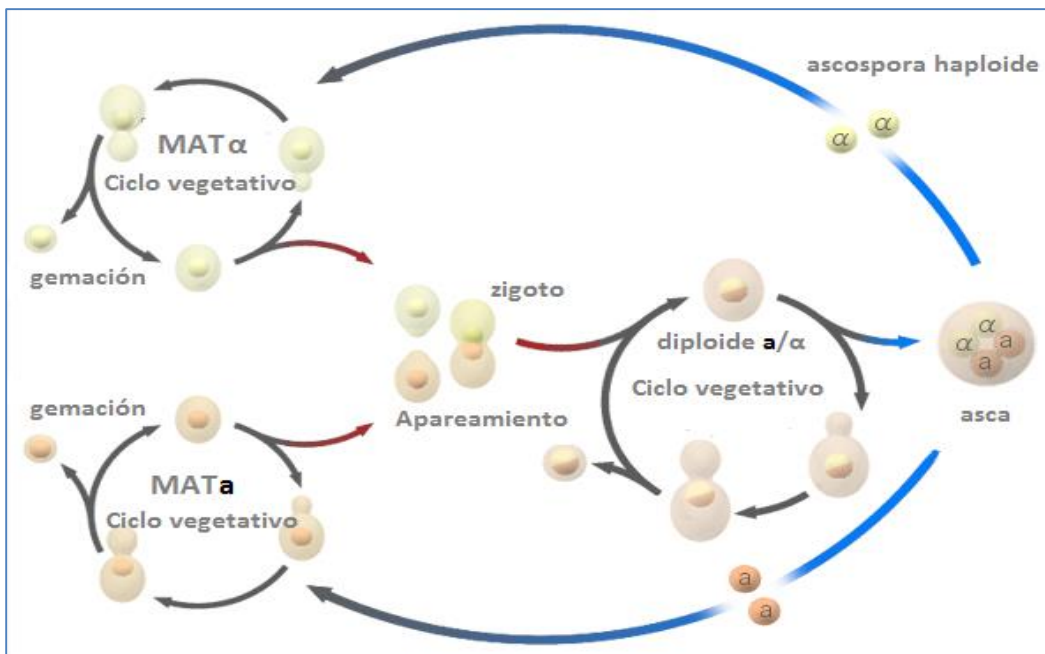 ascospora haploide
α
α
MATα
Ciclo vegetativo
gemación
zigoto
diploide a/α
Ciclo vegetativo
α
α
a
a
asca
gemación
Apareamiento
MATa
Ciclo vegetativo
a
a